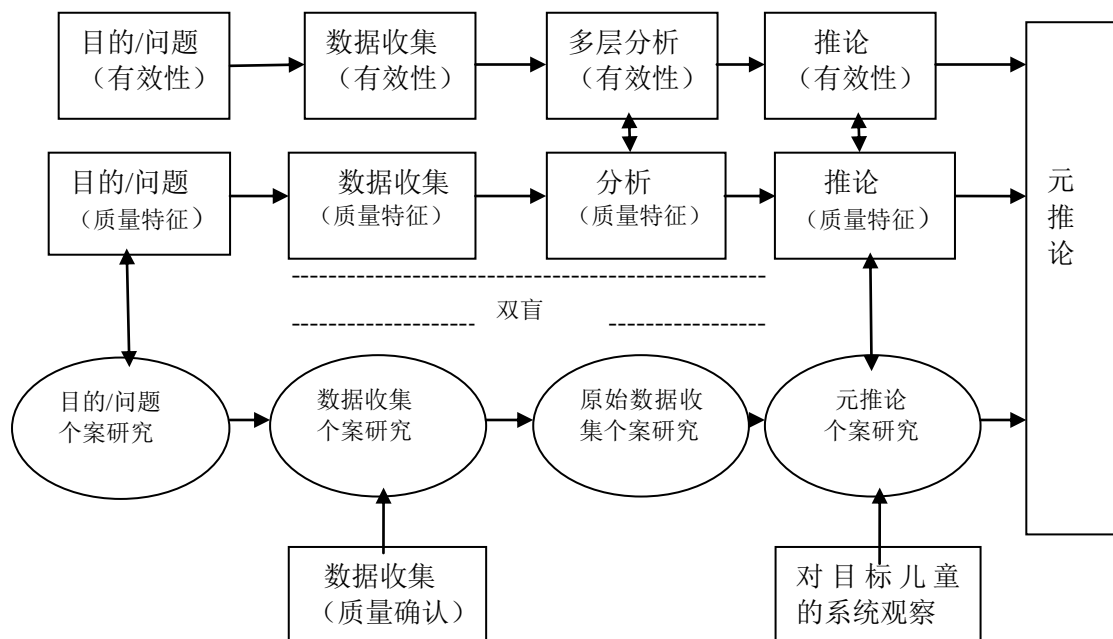 目的/问题
（有效性）
数据收集
（有效性）
多层分析
（有效性）
推论
（有效性）
目的/问题
（质量特征）
数据收集
（质量特征）
分析
（质量特征）
推论
（质量特征）
元
推
论
双盲
目的/问题
个案研究
数据收集
个案研究
原始数据收
集个案研究
元推论
个案研究
数据收集
（质量确认）
对目标儿童
的系统观察